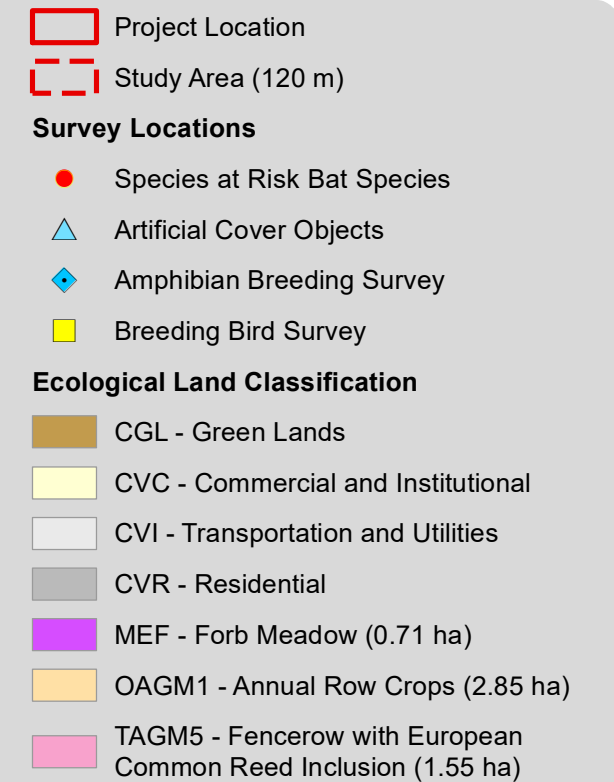 Project Location
Study Area (120 m)
Survey Locations
Species at Risk Bat Species
Artificial Cover Objects
Amphibian Breeding Survey
Breeding Bird Survey
Ecological Land Classification
CGL - Green Lands
CVC - Commercial and Institutional
CVI - Transportation and Utilities
CVR - Residential
MEF - Forb Meadow (0.71 ha)
OAGM1 - Annual Row Crops (2.85 ha)
TAGM5 - Fencerow with European
Common Reed Inclusion (1.55 ha)